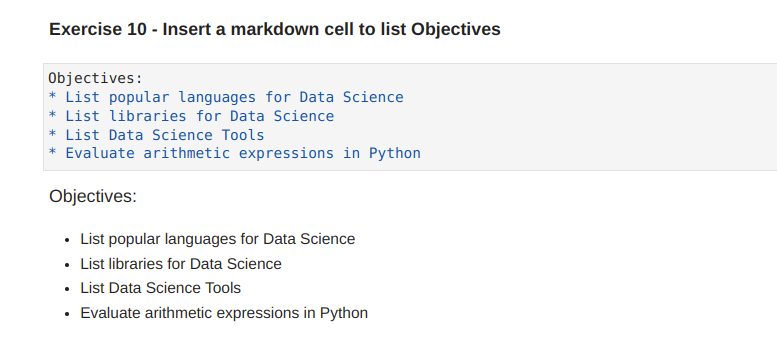 Exercise 10 - Insert a markdown cell to list Objectives
Objectives:
* List popular languages for Data Science
* List libraries for Data Science
* List Data Science Tools
* Evaluate arithmetic expressions in Python
Objectives:
• List popular languages for Data Science
• List libraries for Data Science
• List Data Science Tools
• Evaluate arithmetic expressions in Python